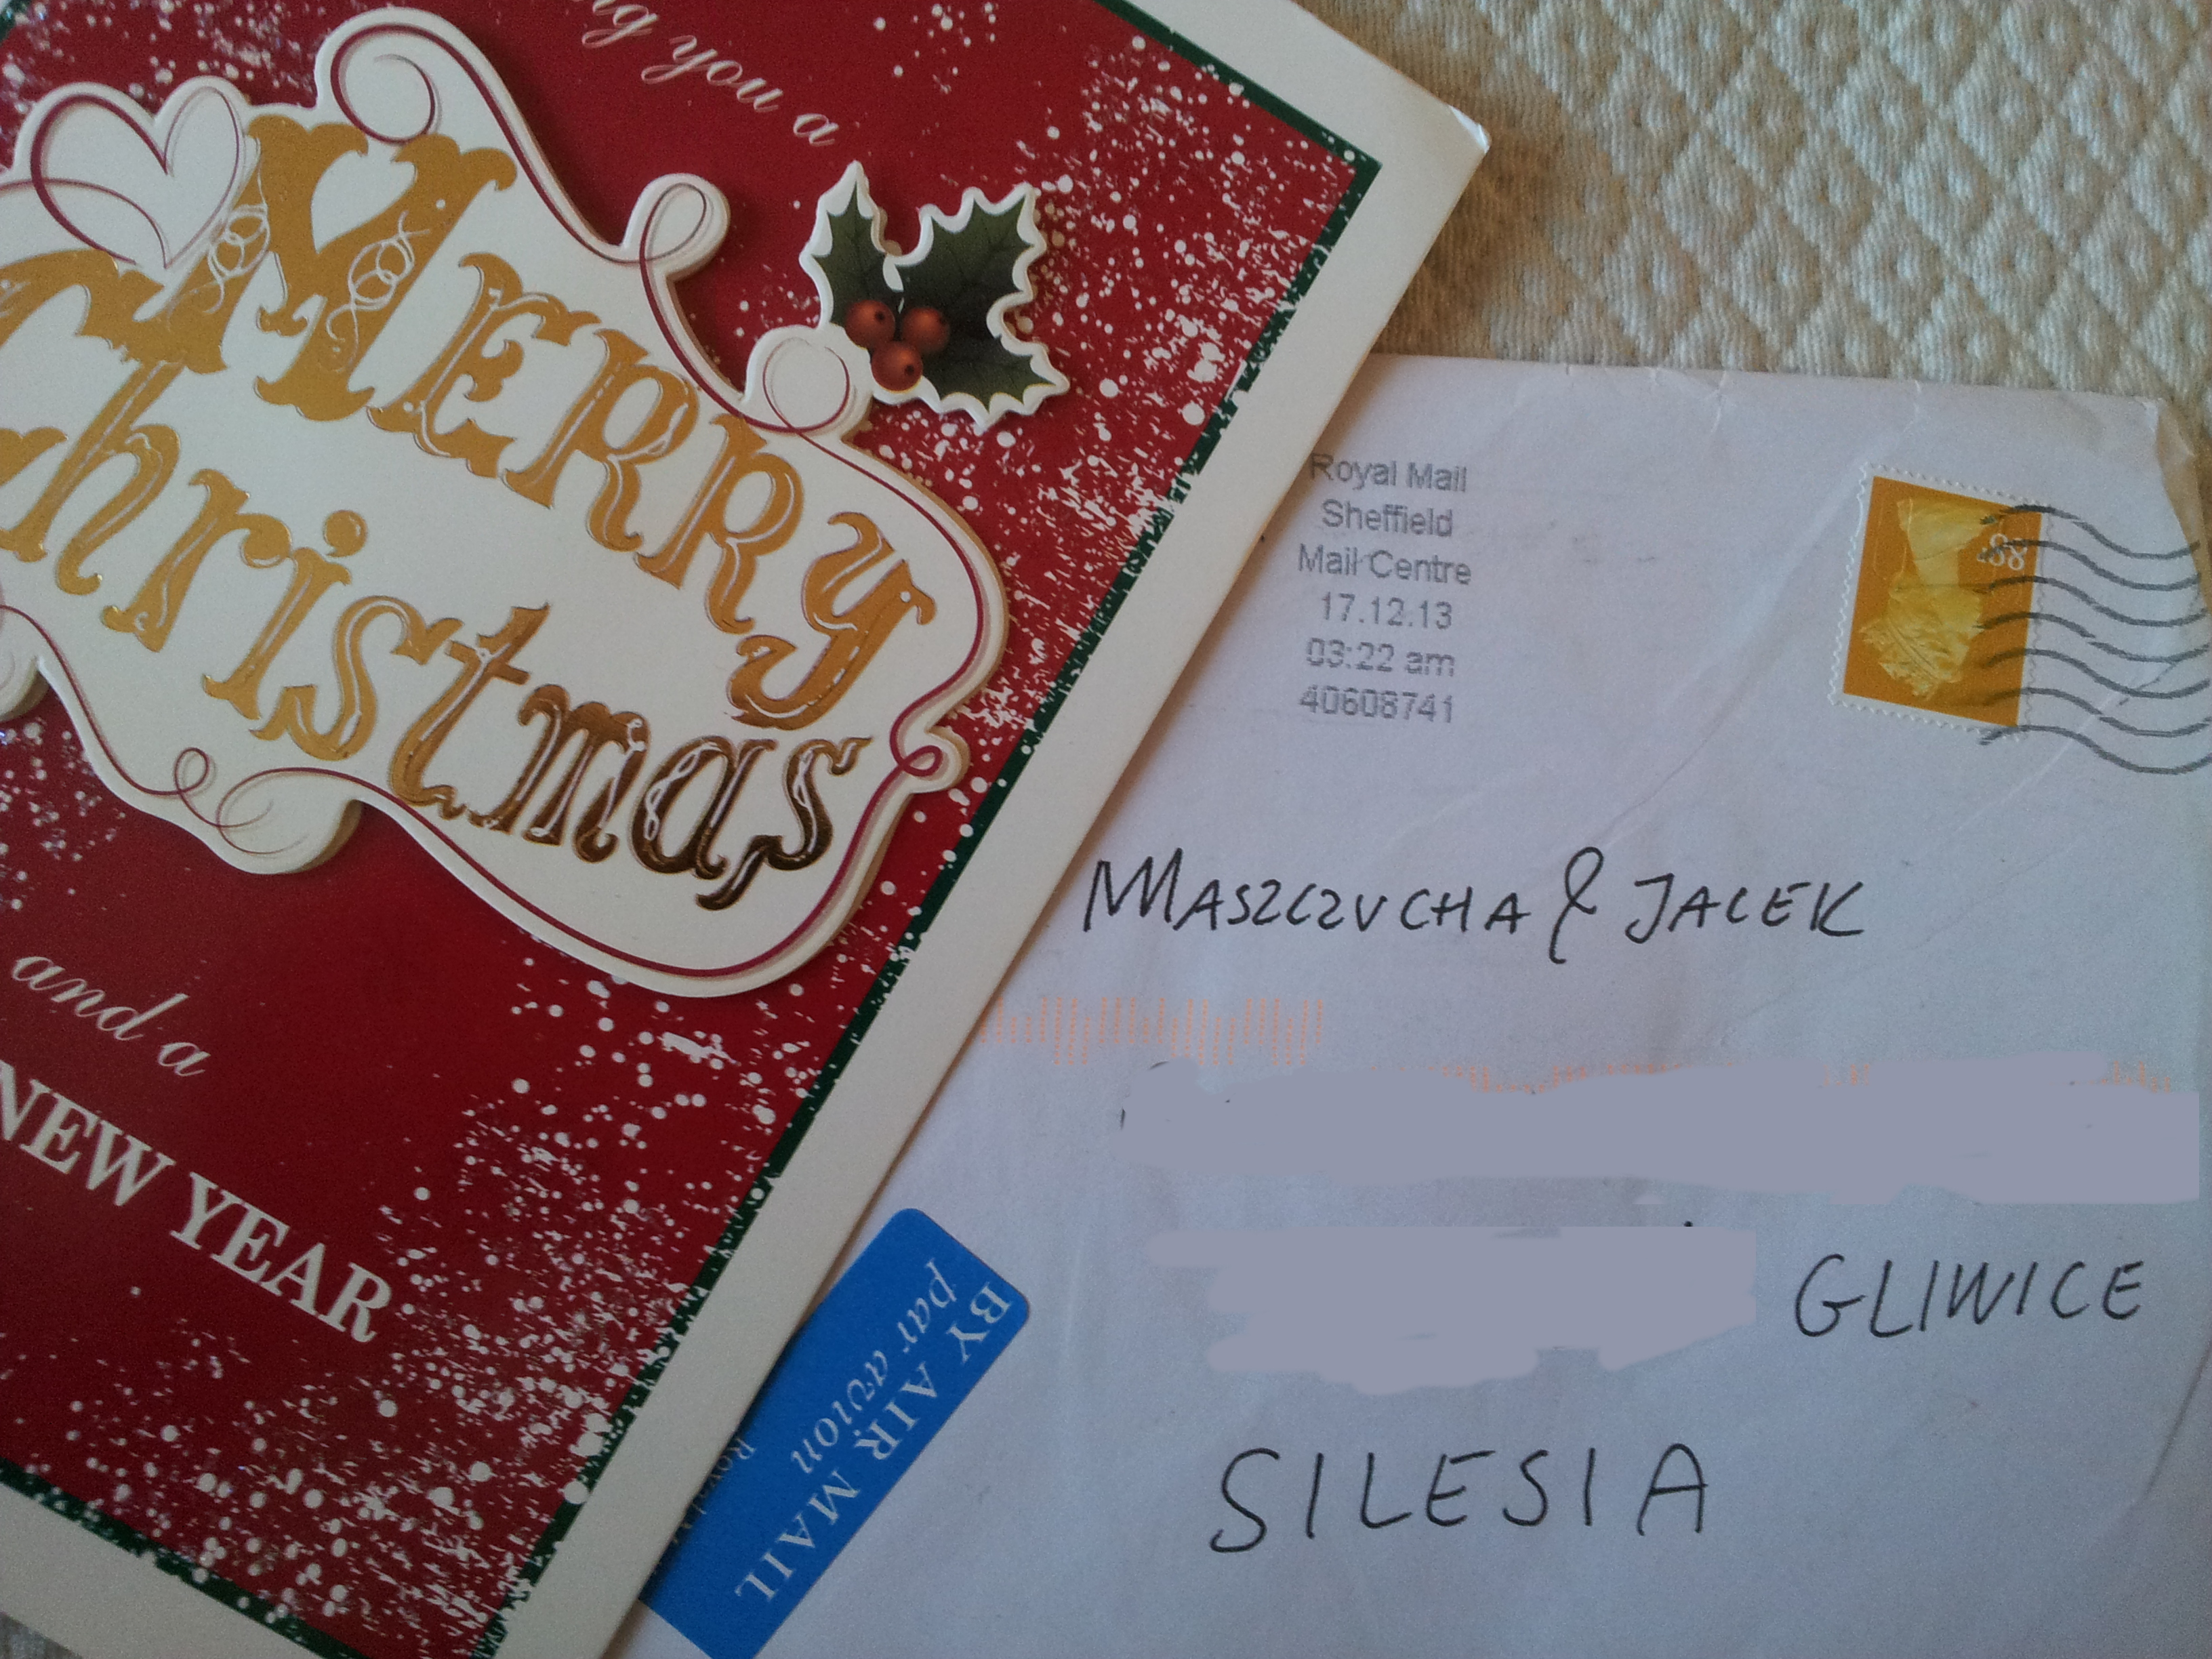 ng you a
Merry
Christmas
and a
NEW YEAR
Royal Mail
Sheffield
Mail Centre
17.12.13
03:22 am
40608741
88
MASZCZUCHA & JACEK
GLIWICE
SILESIA
BY AIR MAIL
par avion